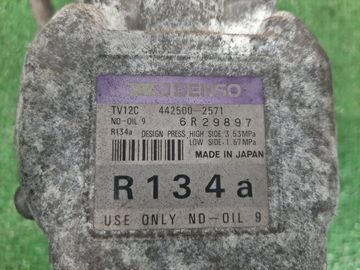 DENSO
TV12C 442500-2571
ND-OIL 9 6R29897
R134a DESIGN PRESS. HIGH SIDE: 3.53MPa
LOW SIDE: 1.67MPa
MADE IN JAPAN
R134a
USE ONLY ND-OIL 9